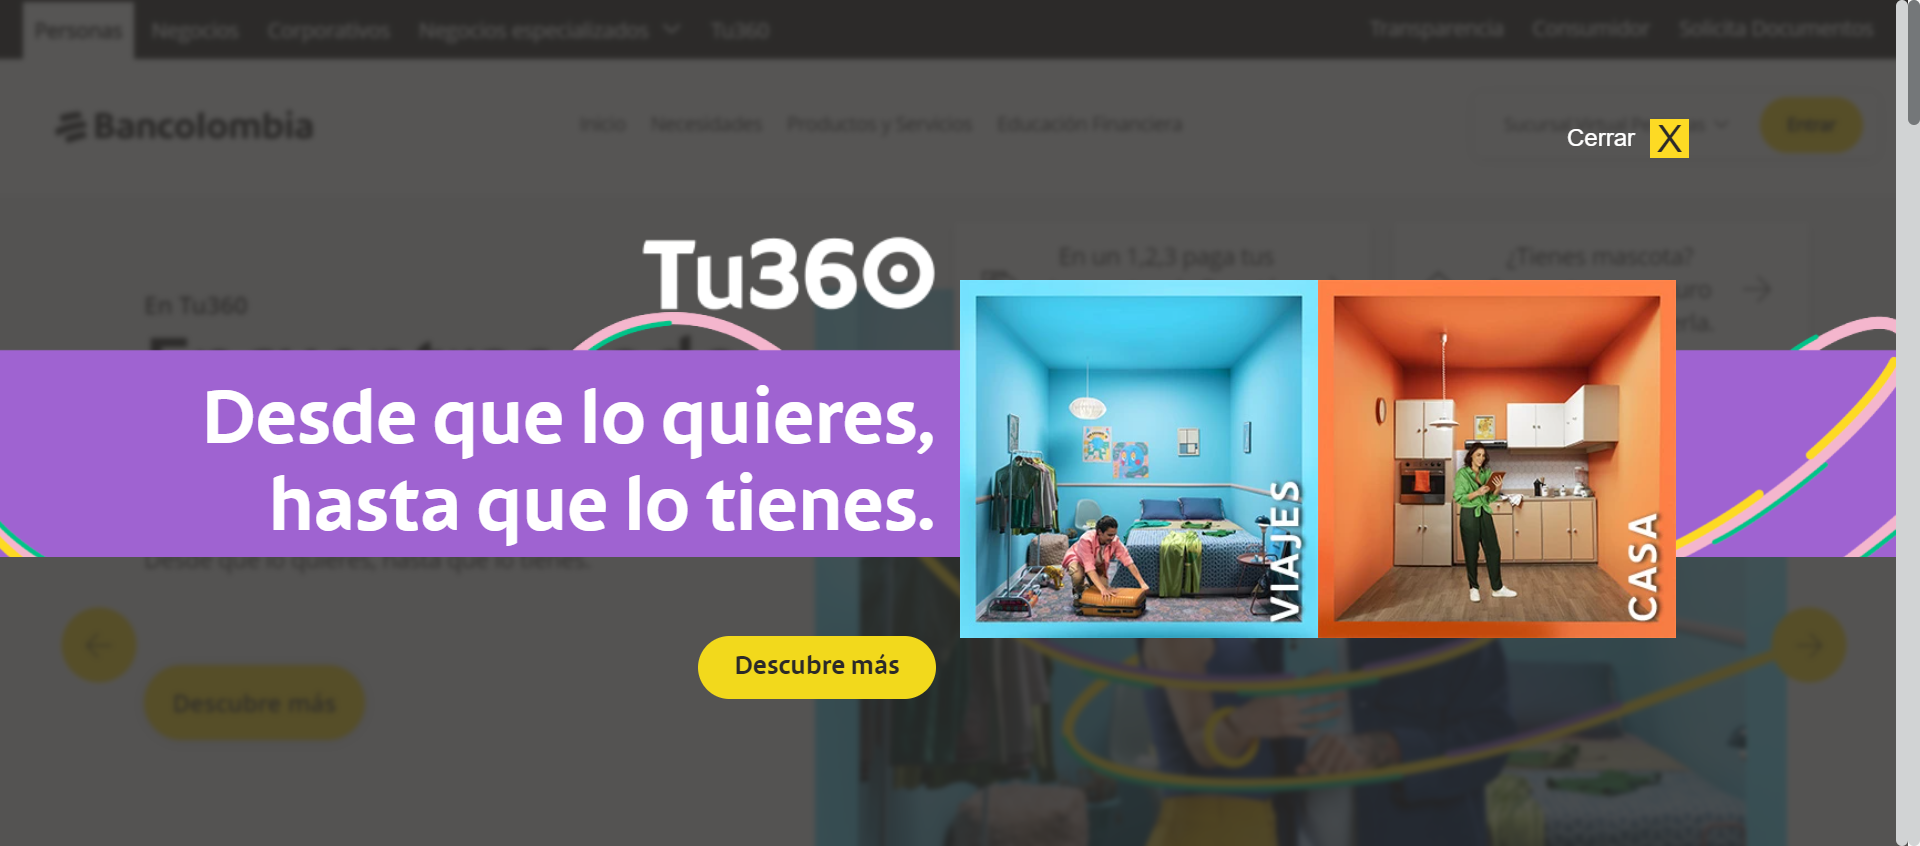 Personas Negocios Corporativos Negocios especializados Tu360 Transparencia Consumidor Solicita Documentos
Bancolombia Inicio Necesidades Productos y Servicios Educación Financiera Sucursal Virtual Entrar
Cerrar X
Tu360
En un 1,2,3 paga tus
¿Tienes mascota?
En Tu360
Desde que lo quieres,
hasta que lo tienes.
VIAJES
CASA
Desde que lo quieres, hasta que lo tienes.
Descubre más
Descubre más